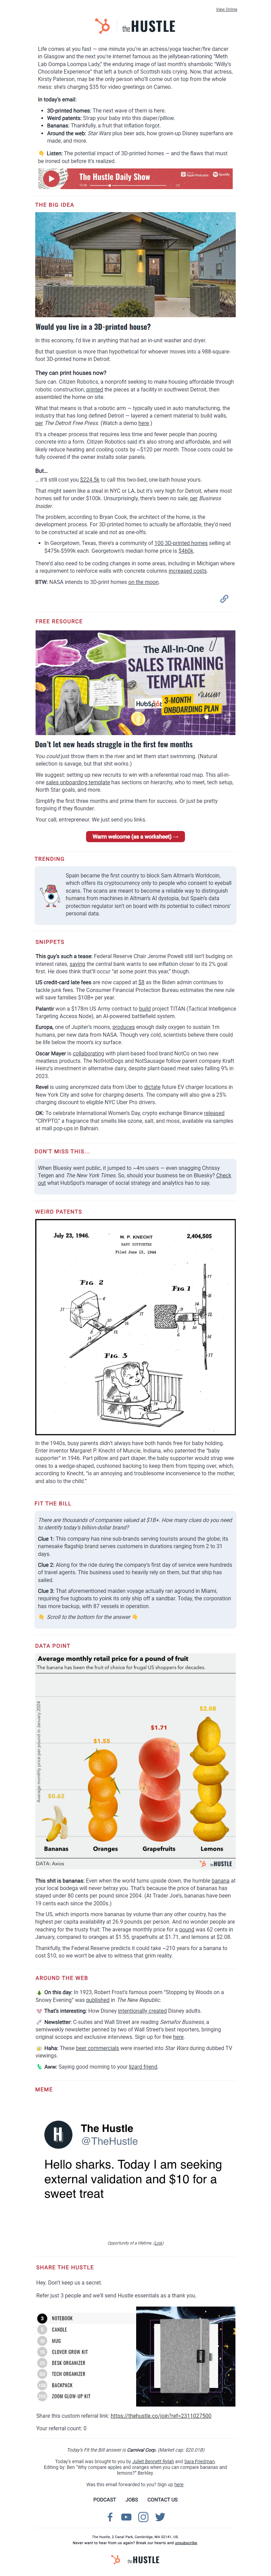 View Online
the HUSTLE
Life comes at you fast — one minute you're an actress/yoga teacher/fire dancer
in Glasgow and the next you're internet famous as the jellybean-rationing "Meth
Lab Oompa Loompa Lady," the enduring image of last month's shambolic "Willy's
Chocolate Experience" that left a bunch of Scottish kids crying. Now, that actress,
Kirsty Paterson, may be the only person who'll come out on top from the whole
mess: she's charging $35 for video greetings on Cameo.
In today's email:
3D-printed homes: The next wave of them is here.
Weird patents: Strap your baby into this diaper/pillow.
Bananas: Thankfully, a fruit that inflation forgot.
Around the web: Star Wars plus beer ads, how grown-up Disney superfans are
made, and more.
👇 Listen: The potential impact of 3D-printed homes — and the flaws that must
be ironed out before it's realized.
The Hustle Daily Show
Apple Podcasts
Spotify
THE BIG IDEA
Would you live in a 3D-printed house?
In this economy, I'd live in anything that had an in-unit washer and dryer.
But that question is more than hypothetical for whoever moves into a 988-square-
foot 3D-printed home in Detroit.
They can print houses now?
Sure can. Citizen Robotics, a nonprofit seeking to make housing affordable through
robotic construction, printed the pieces at a facility in southwest Detroit, then
assembled the home on site.
What that means is that a robotic arm — typically used in auto manufacturing, the
industry that has long defined Detroit — layered a cement material to build walls,
per The Detroit Free Press. (Watch a demo here.)
It's a cheaper process that requires less time and fewer people than pouring
concrete into a form. Citizen Robotics said it's also strong and affordable, and will
likely reduce heating and cooling costs by ~$120 per month. Those costs could be
fully covered if the owner installs solar panels.
But…
… it'll still cost you $224.5k to call this two-bed, one-bath house yours.
That might seem like a steal in NYC or LA, but it's very high for Detroit, where most
homes sell for under $100k. Unsurprisingly, there's been no sale, per Business
Insider.
The problem, according to Bryan Cook, the architect of the home, is the
development process. For 3D-printed homes to actually be affordable, they'd need
to be constructed at scale and not as one-offs.
In Georgetown, Texas, there's a community of 100 3D-printed homes selling at
$475k-$599k each. Georgetown's median home price is $460k.
There'd also need to be coding changes in some areas, including in Michigan where
a requirement to reinforce walls with concrete columns increased costs.
BTW: NASA intends to 3D-print homes on the moon.
FREE RESOURCE
The All-In-One
SALES TRAINING
TEMPLATE
HubSpot
3-MONTH
ONBOARDING PLAN
Don't let new heads struggle in the first few months
You could just throw them in the river and let them start swimming. (Natural
selection is savage, but that shit works.)
We suggest: setting up new recruits to win with a referential road map. This all-in-
one sales onboarding template has sections on hierarchy, who to meet, tech setup,
North Star goals, and more.
Simplify the first three months and prime them for success. Or just be pretty
forgiving if they flounder.
Your call, entrepreneur. We just send you links.
Warm welcome (as a worksheet) →
TRENDING
Spain became the first country to block Sam Altman's Worldcoin,
which offers its cryptocurrency only to people who consent to eyeball
scans. The scans are meant to become a reliable way to distinguish
humans from machines in Altman's AI dystopia, but Spain's data
protection regulator isn't on board with its potential to collect minors'
personal data.
SNIPPETS
This guy's such a tease: Federal Reserve Chair Jerome Powell still isn't budging on
interest rates, saying the central bank wants to see inflation closer to its 2% goal
first. He does think that'll occur "at some point this year," though.
US credit-card late fees are now capped at $8 as the Biden admin continues to
tackle junk fees. The Consumer Financial Protection Bureau estimates the new rule
will save families $10B+ per year.
Palantir won a $178m US Army contract to build project TITAN (Tactical Intelligence
Targeting Access Node), an AI-powered battlefield system.
Europa, one of Jupiter's moons, produces enough daily oxygen to sustain 1m
humans, per new data from NASA. Though very cold, scientists believe there could
be life below the moon's icy surface.
Oscar Mayer is collaborating with plant-based food brand NotCo on two new
meatless products. The NotHotDogs and NotSausage follow parent company Kraft
Heinz's investment in alternative dairy, despite plant-based deli meat sales falling 9% in
2023.
Revel is using anonymized data from Uber to dictate future EV charger locations in
New York City and solve for charging deserts. The two also will also offer a 25%
charging discount to eligible NYC Uber Pro drivers.
OK: To celebrate International Women's Day, crypto exchange Binance released
"CRYPTO," a fragrance that smells like ozone, salt, and moss, available via samples
at mall pop-ups in Bahrain.
DON'T MISS THIS...
When Bluesky went public, it jumped to ~4m users — even snagging Chrissy
Teigen and The New York Times. So, should your business be on Bluesky? Check
out what HubSpot's manager of social strategy and analytics has to say.
WEIRD PATENTS
July 23, 1946.
M. P. KNECHT
2,404,505
BABY SUPPORTER
Filed June 13, 1944
FIG. 2
FIG. 1
FIG. 3
In the 1940s, busy parents didn't always have both hands free for baby holding.
Enter inventor Margaret P. Knecht of Muncie, Indiana, who patented the "baby
supporter" in 1946. Part pillow and part diaper, the baby supporter would strap wee
ones to a wedge-shaped, cushioned backing to keep them from tipping over, which,
according to Knecht, "is an annoying and troublesome inconvenience to the mother,
and also to the child."
FIT THE BILL
There are thousands of companies valued at $1B+. How many clues do you need
to identify today's billion-dollar brand?
Clue 1: This company has nine sub-brands serving tourists around the globe; its
namesake flagship brand serves customers in durations ranging from 2 to 31
days.
Clue 2: Along for the ride during the company's first day of service were hundreds
of travel agents. This business used to heavily rely on them, but that ship has
sailed.
Clue 3: That aforementioned maiden voyage actually ran aground in Miami,
requiring five tugboats to yoink its only ship off a sandbar. Today, the corporation
has more backup, with 87 vessels in operation.
👇 Scroll to the bottom for the answer 👇
DATA POINT
Average monthly retail price for a pound of fruit
The banana has been the fruit of choice for frugal US shoppers for decades.
Average monthly price per pound in January 2024
$0.62
$1.55
$1.71
$2.08
Bananas
Oranges
Grapefruits
Lemons
DATA: Axios
the HUSTLE
This shit is bananas: Even when the world turns upside down, the humble banana at
your local bodega will never betray you. That's because the price of bananas has
stayed under 80 cents per pound since 2004. (At Trader Joe's, bananas have been
19 cents each since the 2000s.)
The US, which imports more bananas by volume than any other country, has the
highest per capita availability at 26.9 pounds per person. And no wonder people are
reaching for the trusty fruit: The average monthly price for a pound was 62 cents in
January, compared to oranges at $1.55, grapefruits at $1.71, and lemons at $2.08.
Thankfully, the Federal Reserve predicts it could take ~210 years for a banana to
cost $10, so we won't be alive to witness that grim reality.
AROUND THE WEB
On this day: In 1923, Robert Frost's famous poem "Stopping by Woods on a
Snowy Evening" was published in The New Republic.
That's interesting: How Disney intentionally created Disney adults.
Newsletter: C-suites and Wall Street are reading Semafor Business, a
semiweekly newsletter penned by two of Wall Street's best reporters, bringing
original scoops and exclusive interviews. Sign up for free here.
Haha: These beer commercials were inserted into Star Wars during dubbed TV
viewings.
Aww: Saying good morning to your lizard friend.
MEME
H
The Hustle
@TheHustle
Hello sharks. Today I am seeking
external validation and $10 for a
sweet treat
Opportunity of a lifetime. (Link)
SHARE THE HUSTLE
Hey. Don't keep us a secret.
Refer just 3 people and we'll send Hustle essentials as a thank you.
3 NOTEBOOK
CANDLE
MUG
CLOVER GROW KIT
DESK ORGANIZER
TECH ORGANIZER
BACKPACK
ZOOM GLOW-UP KIT
Share this custom referral link: https://thehustle.co/join?ref=2311027500
Your referral count: 0
Today's Fit the Bill answer is Carnival Corp. (Market cap: $20.01B)
Today's email was brought to you by Juliet Bennett Rylah and Sara Friedman.
Editing by: Ben "Why compare apples and oranges when you can compare bananas and
lemons?" Berkley.
Was this email forwarded to you? Sign up here.
PODCAST JOBS CONTACT US
The Hustle, 2 Canal Park, Cambridge, MA 02141, US.
Never want to hear from us again? Break our hearts and unsubscribe.
the HUSTLE